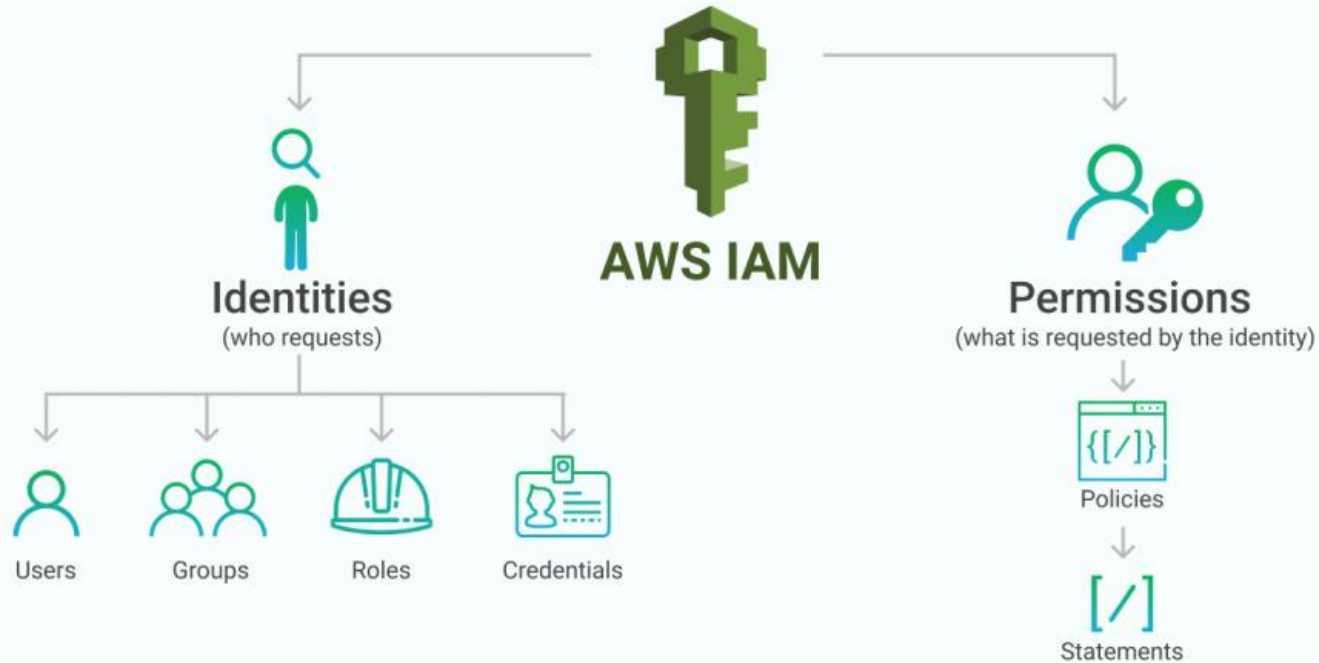 AWS IAM
Identities
(who requests)
Permissions
(what is requested by the identity)
Users
Groups
Roles
Credentials
{[/]}
Policies
[/]
Statements